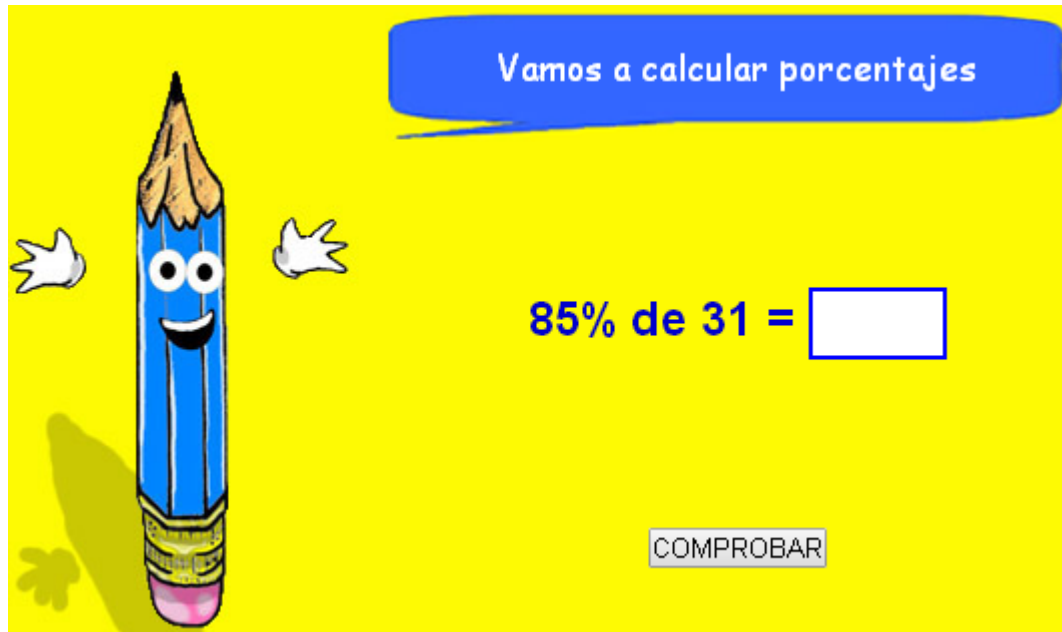 Vamos a calcular porcentajes
85% de 31 =
COMPROBAR